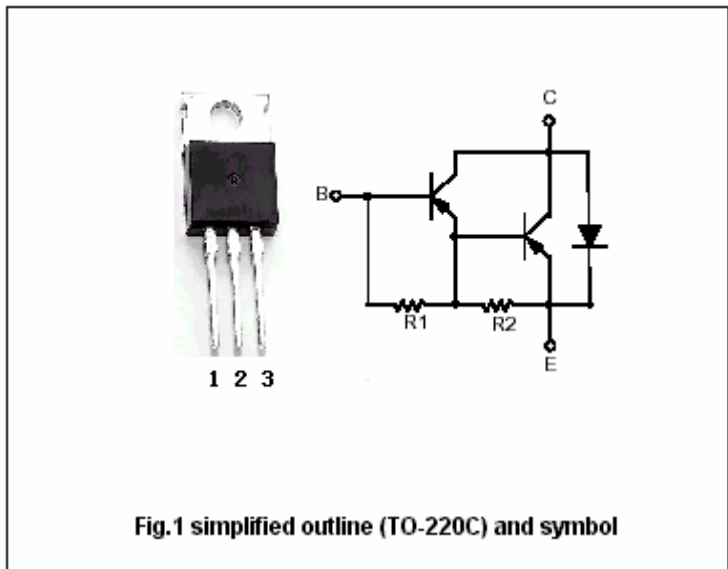 C
B
R1
R2
E
1 2 3
Fig.1 simplified outline (TO-220C) and symbol